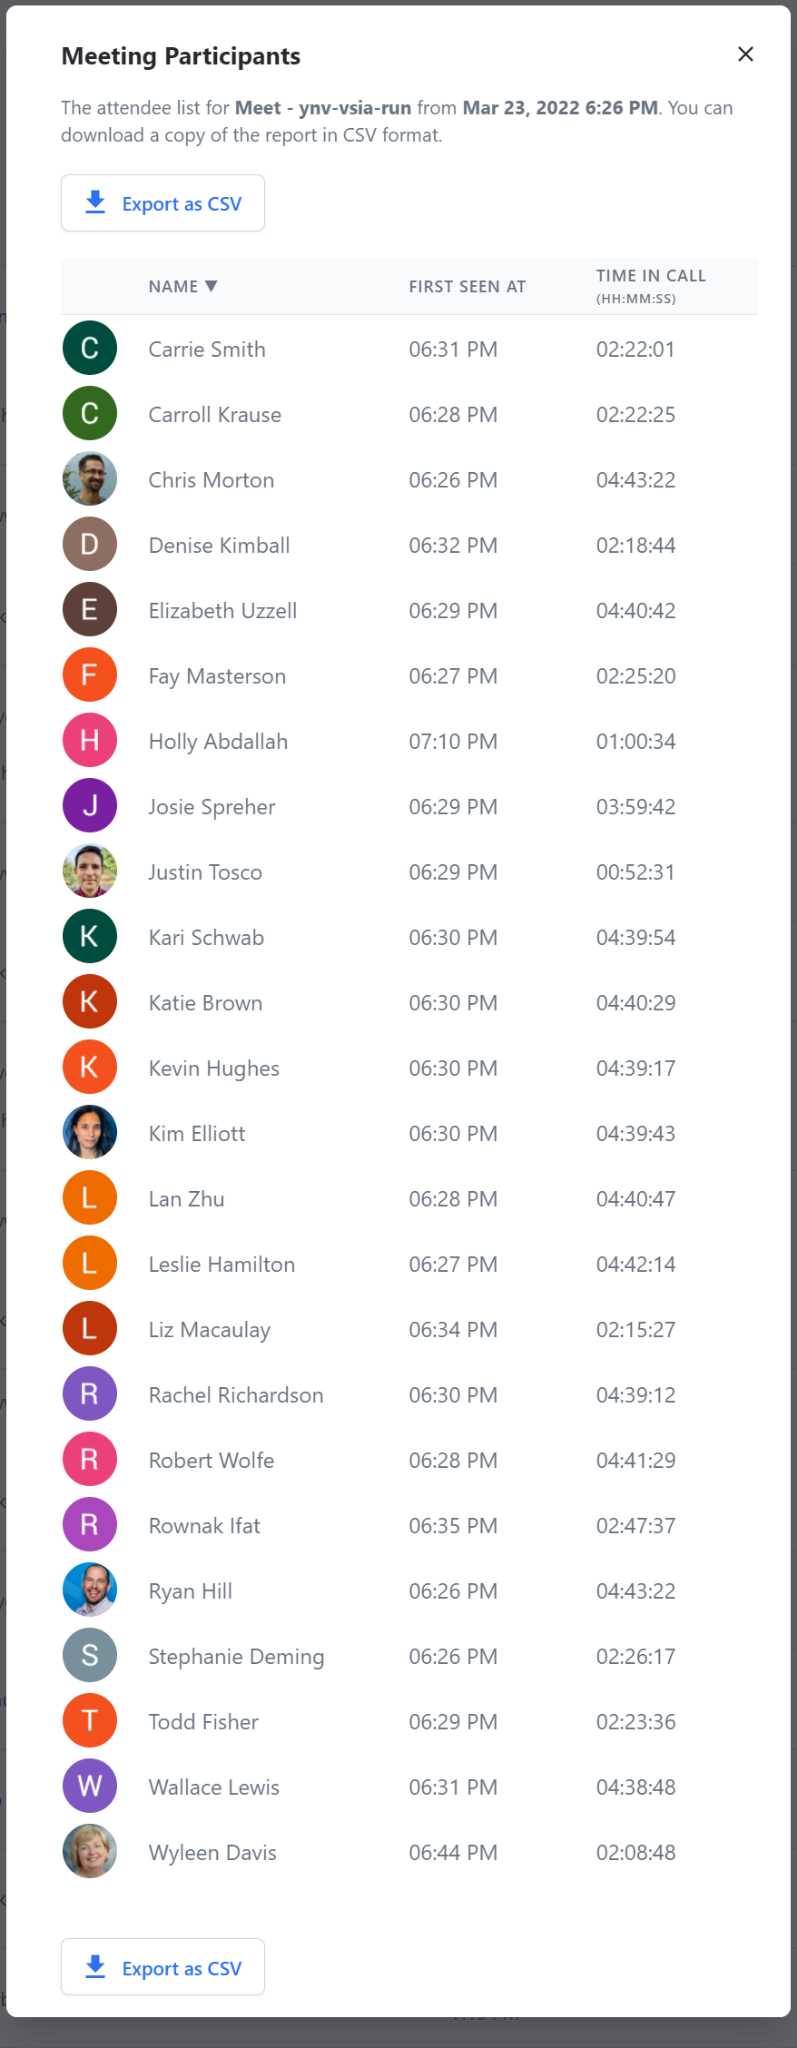 Meeting Participants
The attendee list for Meet - ynv-vsia-run from Mar 23, 2022 6:26 PM. You can
download a copy of the report in CSV format.
Export as CSV
NAME ▼ FIRST SEEN AT TIME IN CALL
(HH:MM:SS)
C Carrie Smith 06:31 PM 02:22:01
C Carroll Krause 06:28 PM 02:22:25
Chris Morton 06:26 PM 04:43:22
D Denise Kimball 06:32 PM 02:18:44
E Elizabeth Uzzell 06:29 PM 04:40:42
F Fay Masterson 06:27 PM 02:25:20
H Holly Abdallah 07:10 PM 01:00:34
J Josie Spreher 06:29 PM 03:59:42
Justin Tosco 06:29 PM 00:52:31
K Kari Schwab 06:30 PM 04:39:54
K Katie Brown 06:30 PM 04:40:29
K Kevin Hughes 06:30 PM 04:39:17
Kim Elliott 06:30 PM 04:39:43
L Lan Zhu 06:28 PM 04:40:47
L Leslie Hamilton 06:27 PM 04:42:14
L Liz Macaulay 06:34 PM 02:15:27
R Rachel Richardson 06:30 PM 04:39:12
R Robert Wolfe 06:28 PM 04:41:29
R Rownak Ifat 06:35 PM 02:47:37
Ryan Hill 06:26 PM 04:43:22
S Stephanie Deming 06:26 PM 02:26:17
T Todd Fisher 06:29 PM 02:23:36
W Wallace Lewis 06:31 PM 04:38:48
Wyleen Davis 06:44 PM 02:08:48
Export as CSV